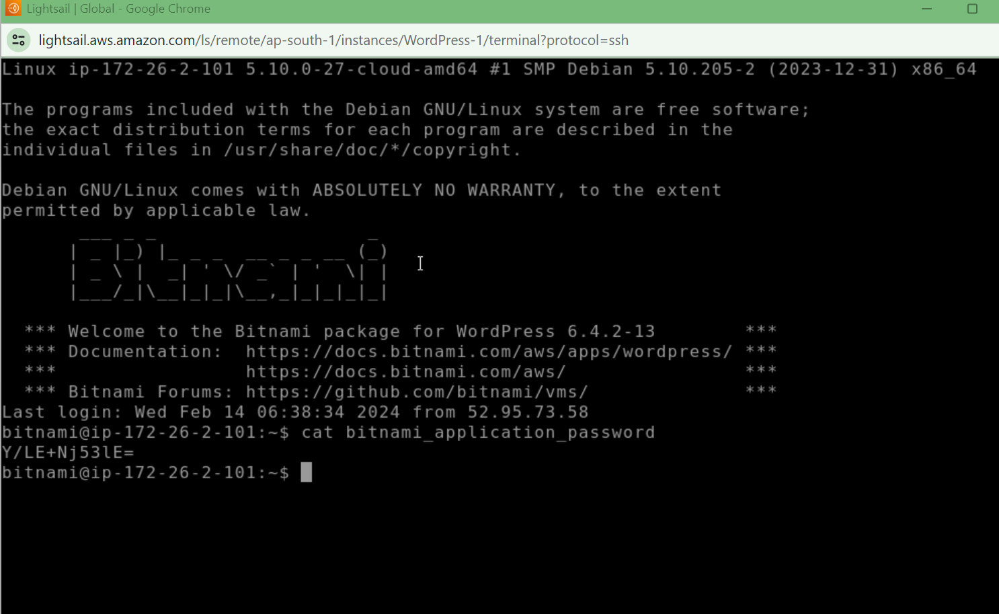 Lightsail | Global - Google Chrome
lightsail.aws.amazon.com/ls/remote/ap-south-1/instances/WordPress-1/terminal?protocol=ssh
Linux ip-172-26-2-101 5.10.0-27-cloud-amd64 #1 SMP Debian 5.10.205-2 (2023-12-31) x86_64
The programs included with the Debian GNU/Linux system are free software;
the exact distribution terms for each program are described in the
individual files in /usr/share/doc/*/copyright.
Debian GNU/Linux comes with ABSOLUTELY NO WARRANTY, to the extent
permitted by applicable law.
Bitnami
*** Welcome to the Bitnami package for WordPress 6.4.2-13 ***
*** Documentation: https://docs.bitnami.com/aws/apps/wordpress/ ***
*** https://docs.bitnami.com/aws/ ***
*** Bitnami Forums: https://github.com/bitnami/vms/ ***
Last login: Wed Feb 14 06:38:34 2024 from 52.95.73.58
bitnami@ip-172-26-2-101:~$ cat bitnami_application_password
Y/LE+Nj53lE=
bitnami@ip-172-26-2-101:~$